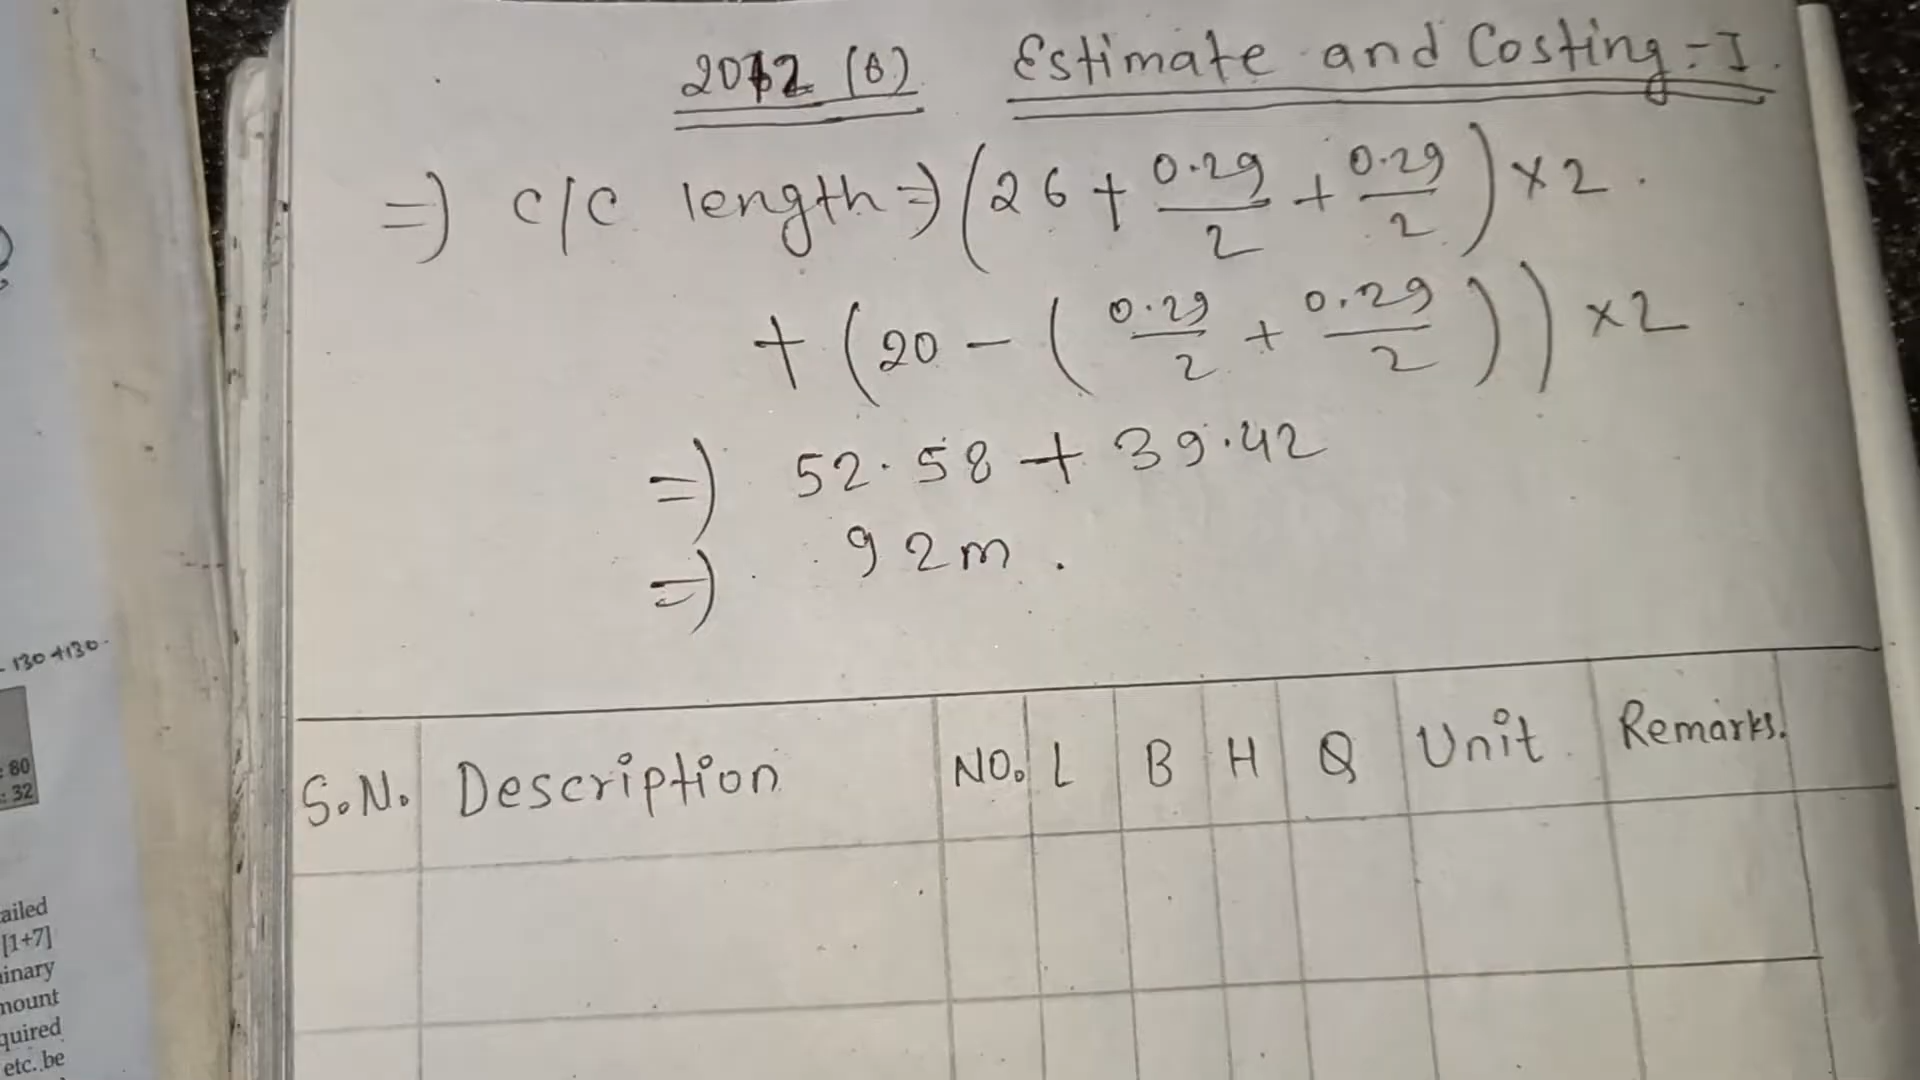 2072 (B) Estimate and Costing - I.
=) c/c length =) (26 + 0.29/2 + 0.29/2) × 2.
+ (20 - (0.29/2 + 0.29/2)) × 2
=) 52.58 + 39.42
=) 92m.
S.N. Description NO. L B H Q Unit Remarks.
130 +130
: 80
: 32
ailed
[1+7]
inary
mount
quired
etc. be